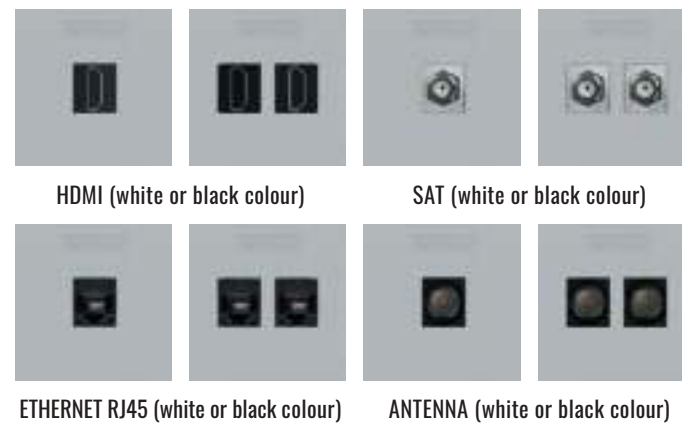 HDMI (white or black colour)
SAT (white or black colour)
ETHERNET RJ45 (white or black colour)
ANTENNA (white or black colour)